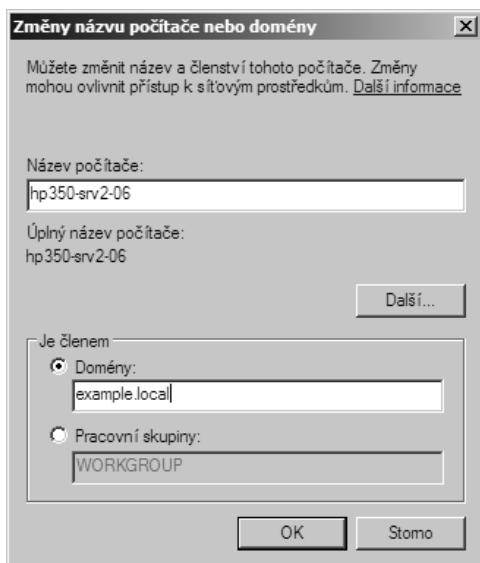 Změny názvu počítače nebo domény
Můžete změnit název a členství tohoto počítače. Změny
mohou ovlivnit přístup k síťovým prostředkům. Další informace
Název počítače:
hp350-srv2-06
Úplný název počítače:
hp350-srv2-06
Další...
Je členem
Domény:
example.local
Pracovní skupiny:
WORKGROUP
OK
Storno